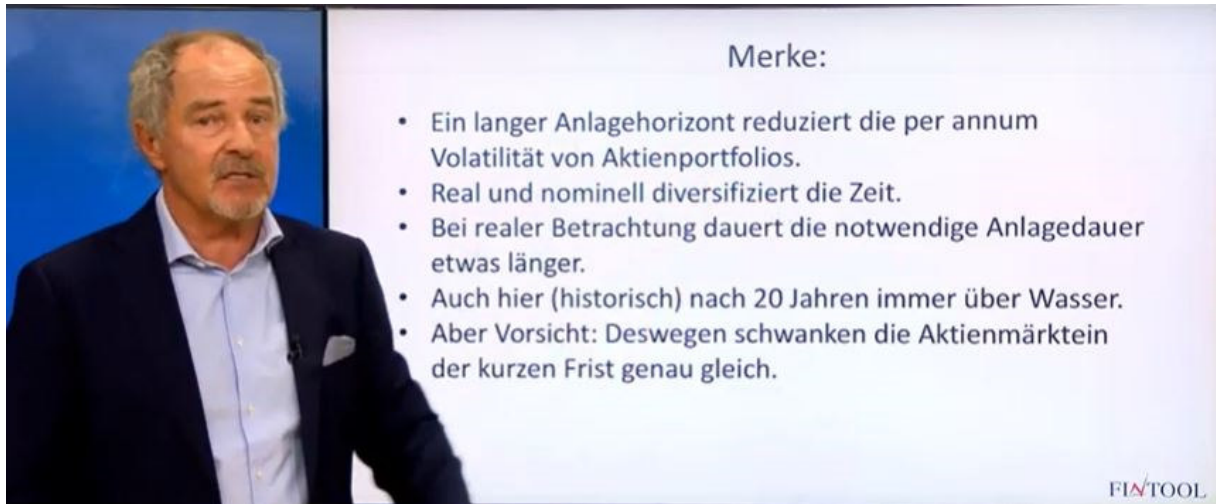 Merke:
• Ein langer Anlagehorizont reduziert die per annum
Volatilität von Aktienportfolios.
• Real und nominell diversifiziert die Zeit.
• Bei realer Betrachtung dauert die notwendige Anlagedauer
etwas länger.
• Auch hier (historisch) nach 20 Jahren immer über Wasser.
• Aber Vorsicht: Deswegen schwanken die Aktienmärktein
der kurzen Frist genau gleich.
FINTOOL